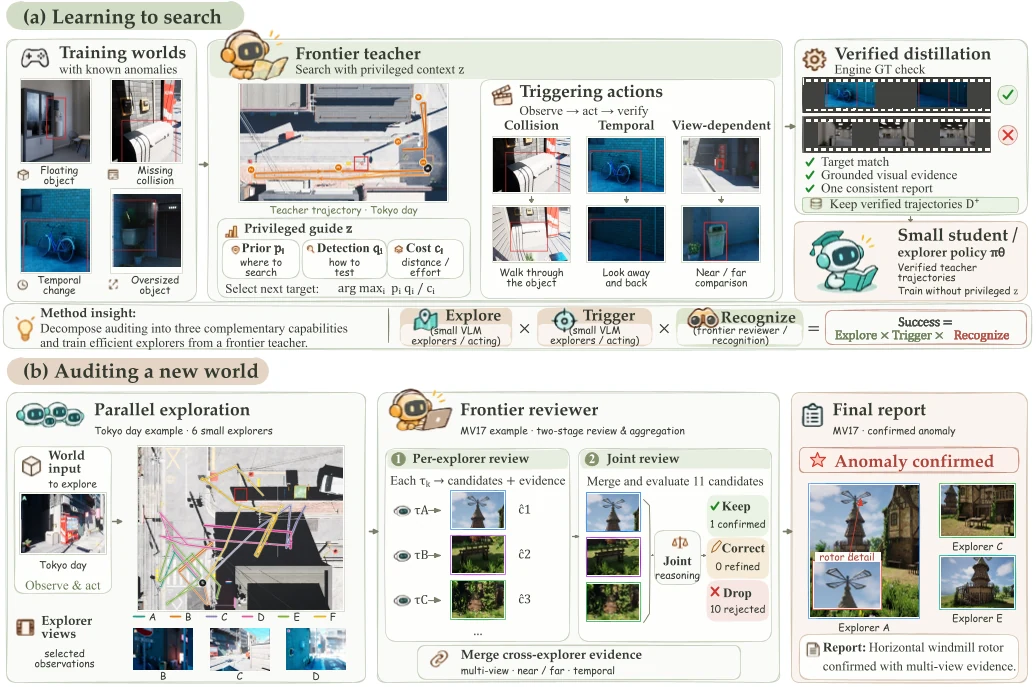 (a) Learning to search
Training worlds
with known anomalies
Floating
object
Missing
collision
Temporal
change
Oversized
object
Frontier teacher
Search with privileged context z
Teacher trajectory · Tokyo day
Privileged guide z
Prior pᵢ
where to
search
Detection qᵢ
how to
test
Cost cᵢ
distance /
effort
Select next target: arg maxᵢ pᵢ qᵢ / cᵢ
Triggering actions
Observe → act → verify
Collision
Temporal
View-dependent
Walk through
the object
Look away
and back
Near / far
comparison
Verified distillation
Engine GT check
✓ Target match
✓ Grounded visual evidence
✓ One consistent report
Keep verified trajectories D⁺
Small student /
explorer policy πθ
Verified teacher
trajectories
Train without privileged z
Method insight:
Decompose auditing into three complementary capabilities
and train efficient explorers from a frontier teacher.
Explore
(small VLM
explorers / acting)
×
Trigger
(small VLM
explorers / acting)
×
Recognize
(frontier reviewer /
recognition)
=
Success =
Explore × Trigger × Recognize
(b) Auditing a new world
Parallel exploration
Tokyo day example · 6 small explorers
World
input
to explore
Tokyo day
Observe & act
A B C D E F
Explorer
views
selected
observations
B
C
D
Frontier reviewer
MV17 example · two-stage review & aggregation
1 Per-explorer review
Each τₖ → candidates + evidence
τA→ ĉ1
τB→ ĉ2
τC→ ĉ3
...
2 Joint review
Merge and evaluate 11 candidates
Joint
reasoning
✓ Keep
1 confirmed
Correct
0 refined
✗ Drop
10 rejected
Merge cross-explorer evidence
multi-view · near / far · temporal
Final report
MV17 · confirmed anomaly
Anomaly confirmed
rotor detail
Explorer A
Explorer C
Explorer E
Report: Horizontal windmill rotor
confirmed with multi-view evidence.